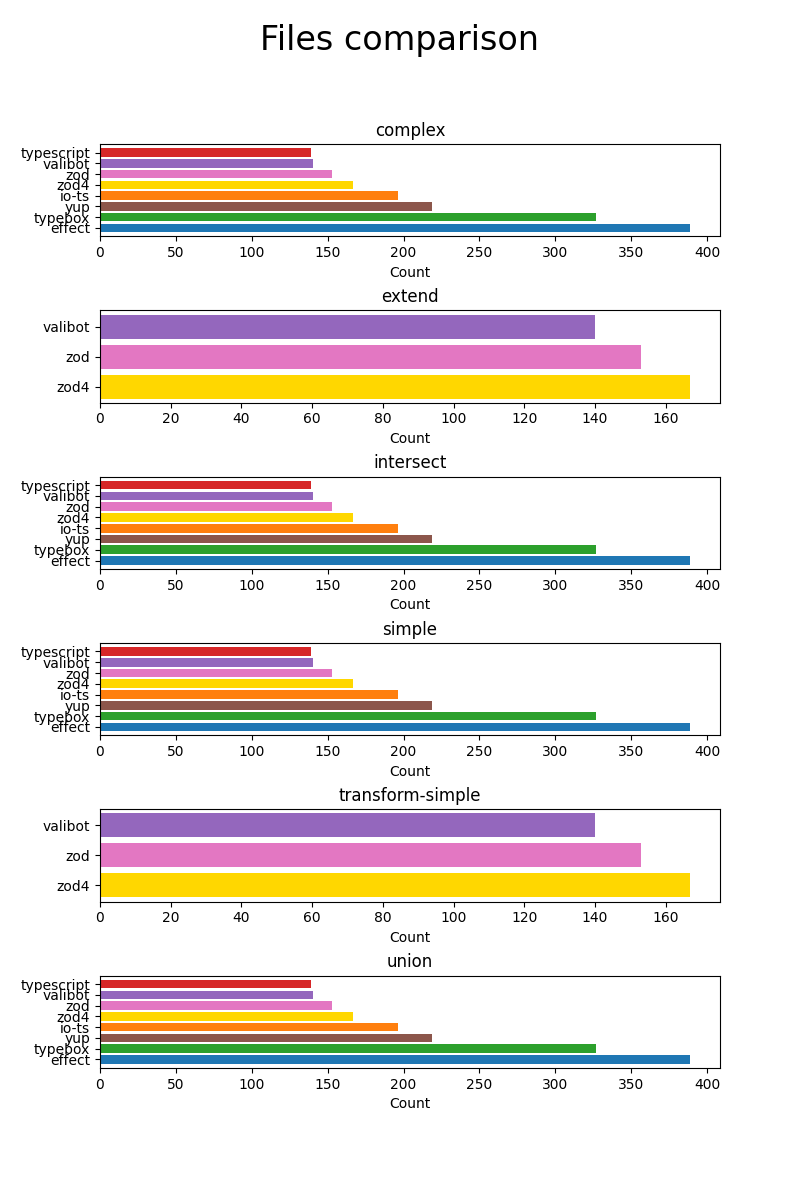 Files comparison
complex
typescript
valibot
zod
zod4
io-ts
yup
typebox
effect
0 50 100 150 200 250 300 350 400
Count
extend
valibot
zod
zod4
0 20 40 60 80 100 120 140 160
Count
intersect
typescript
valibot
zod
zod4
io-ts
yup
typebox
effect
0 50 100 150 200 250 300 350 400
Count
simple
typescript
valibot
zod
zod4
io-ts
yup
typebox
effect
0 50 100 150 200 250 300 350 400
Count
transform-simple
valibot
zod
zod4
0 20 40 60 80 100 120 140 160
Count
union
typescript
valibot
zod
zod4
io-ts
yup
typebox
effect
0 50 100 150 200 250 300 350 400
Count